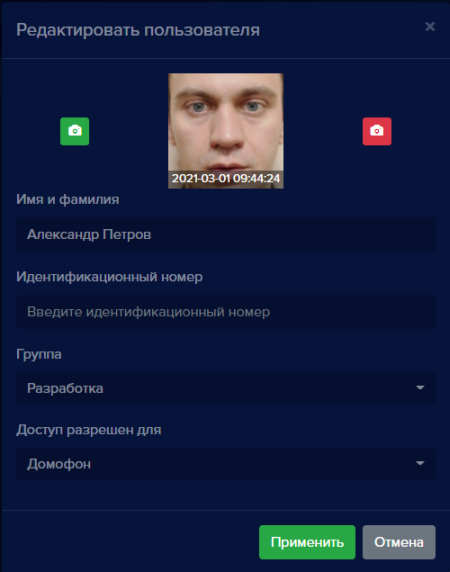 Редактировать пользователя
×
2021-03-01 09:44:24
Имя и фамилия
Александр Петров
Идентификационный номер
Введите идентификационный номер
Группа
Разработка
Доступ разрешен для
Домофон
Применить Отмена